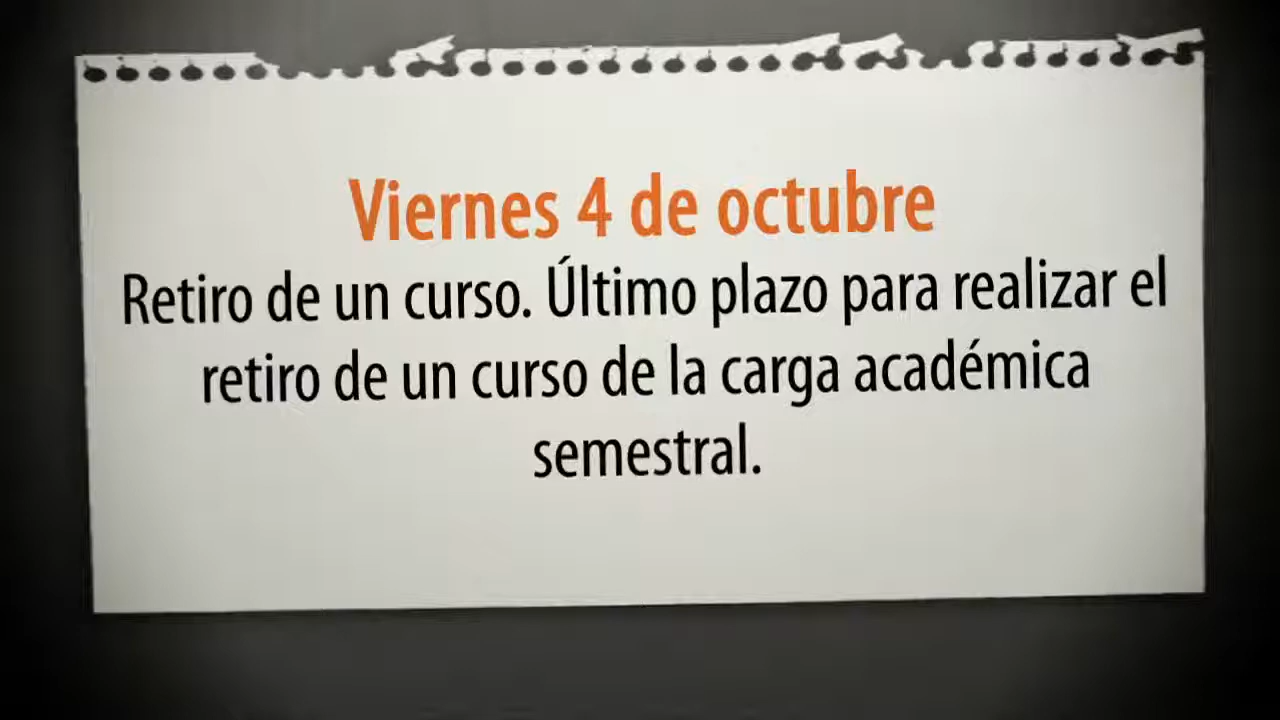 Viernes 4 de octubre
Retiro de un curso. Último plazo para realizar el
retiro de un curso de la carga académica
semestral.